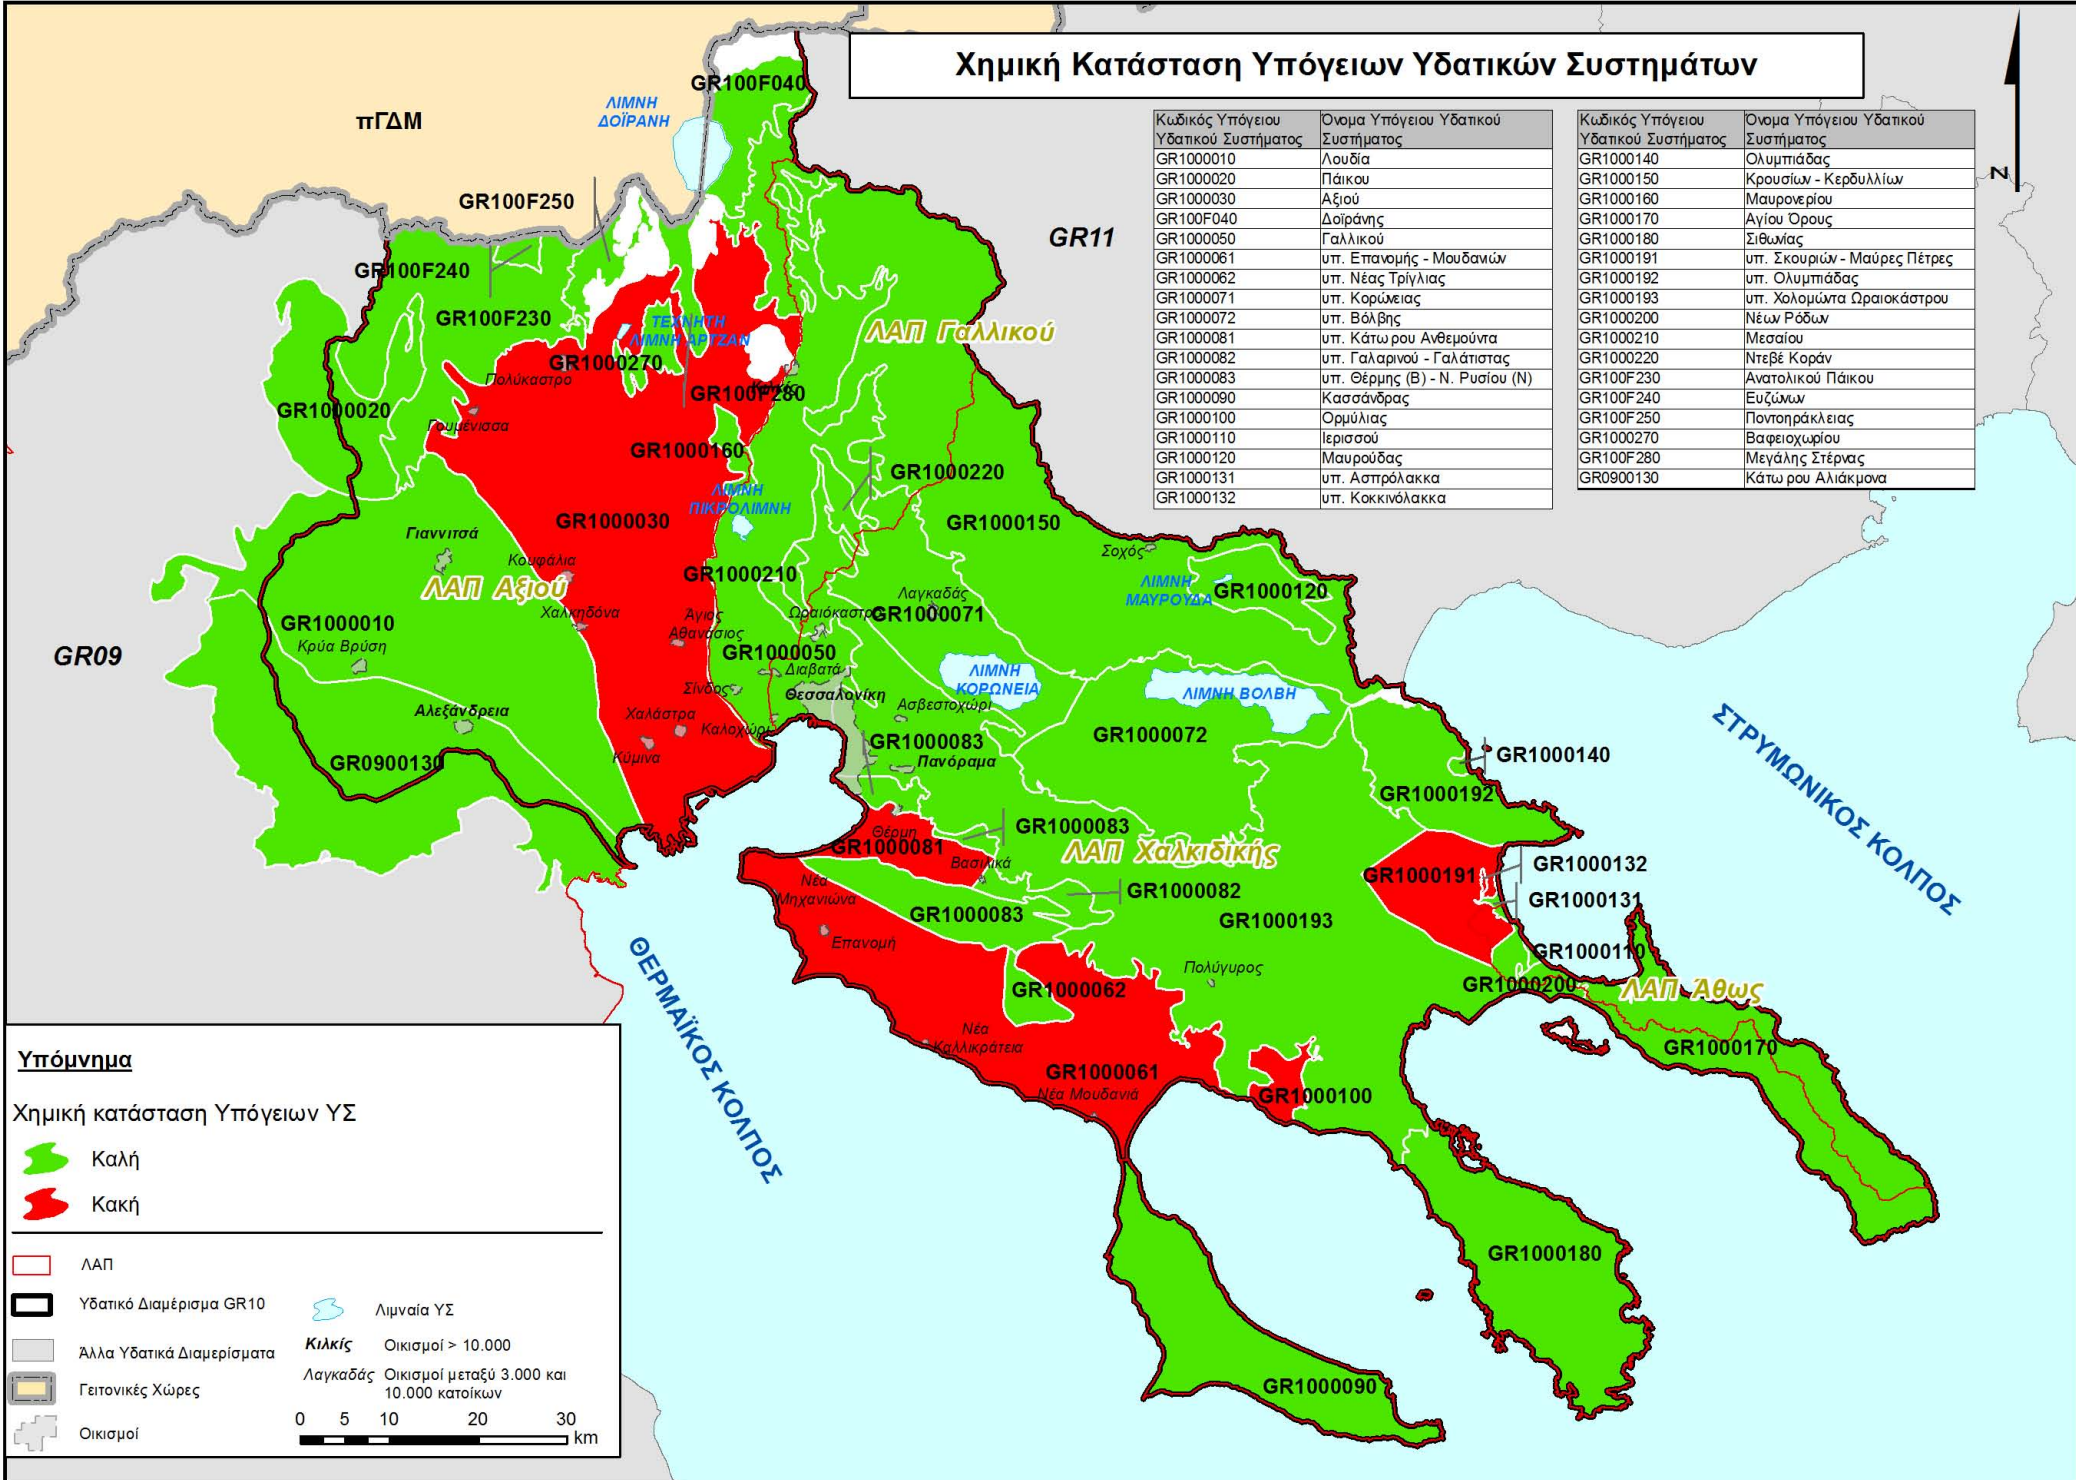 Χημική Κατάσταση Υπόγειων Υδατικών Συστημάτων
Κωδικός Υπόγειου Υδατικού Συστήματος Όνομα Υπόγειου Υδατικού Συστήματος
GR1000010 Λουδία
GR1000020 Πάικου
GR1000030 Αξιού
GR100F040 Δοϊράνης
GR1000050 Γαλλικού
GR1000061 υπ. Επανομής - Μουδανιών
GR1000062 υπ. Νέας Τρίγλιας
GR1000071 υπ. Κορώνειας
GR1000072 υπ. Βόλβης
GR1000081 υπ. Κάτω ρου Ανθεμούντα
GR1000082 υπ. Γαλαρινού - Γαλάτιστας
GR1000083 υπ. Θέρμης (Β) - Ν. Ρυσίου (Ν)
GR1000090 Κασσάνδρας
GR1000100 Ορμύλιας
GR1000110 Ιερισσού
GR1000120 Μαυρούδας
GR1000131 υπ. Ασπρόλακκα
GR1000132 υπ. Κοκκινόλακκα
Κωδικός Υπόγειου Υδατικού Συστήματος Όνομα Υπόγειου Υδατικού Συστήματος
GR1000140 Ολυμπιάδας
GR1000150 Κρουσίων - Κερδυλλίων
GR1000160 Μαυρονερίου
GR1000170 Αγίου Όρους
GR1000180 Σιθωνίας
GR1000191 υπ. Σκουριών - Μαύρες Πέτρες
GR1000192 υπ. Ολυμπιάδας
GR1000193 υπ. Χολομώντα Ωραιοκάστρου
GR1000200 Νέων Ρόδων
GR1000210 Μεσαίου
GR1000220 Ντεβέ Κοράν
GR100F230 Ανατολικού Πάικου
GR100F240 Ευζώνων
GR100F250 Ποντοηράκλειας
GR1000270 Βαφειοχωρίου
GR100F280 Μεγάλης Στέρνας
GR0900130 Κάτω ρου Αλιάκμονα
N
πΓΔΜ
ΛΙΜΝΗ
ΔΟΪΡΑΝΗ
GR100F040
GR100F250
GR11
GR100F240
GR100F230
ΤΕΧΝΗΤΗ
ΛΙΜΝΗ ΑΡΤΖΑΝ
ΛΑΠ Γαλλικού
GR1000270
Πολύκαστρο
GR100F280
GR1000020
Γουμένισσα
GR1000160
GR1000220
ΛΙΜΝΗ
ΠΙΚΡΟΛΙΜΝΗ
GR1000030
GR1000150
Γιαννιτσά
Κουφάλια
Σοχός
ΛΑΠ Αξιού
GR1000210
Λαγκαδάς
ΛΙΜΝΗ
ΜΑΥΡΟΥΔΑ
GR1000120
Χαλκηδόνα
Άγιος
Αθανάσιος
Ωραιόκαστρο
GR1000071
GR1000010
Κρύα Βρύση
GR09
GR1000050
Διαβατά
ΛΙΜΝΗ
ΚΟΡΩΝΕΙΑ
ΛΙΜΝΗ ΒΟΛΒΗ
Σίνδος
Θεσσαλονίκη
Ασβεστοχώρι
Αλεξάνδρεια
Χαλάστρα
Καλοχώρι
GR1000083
Πανόραμα
GR1000072
Κύμινα
GR0900130
GR1000140
GR1000192
ΣΤΡΥΜΩΝΙΚΟΣ ΚΟΛΠΟΣ
GR1000083
Θέρμη
GR1000081
ΛΑΠ Χαλκιδικής
Βασιλικά
GR1000132
GR1000191
Νέα
Μηχανιώνα
GR1000082
GR1000131
GR1000083
GR1000193
Επανομή
GR1000110
Πολύγυρος
GR1000200
GR1000062
ΛΑΠ Άθως
ΘΕΡΜΑΪΚΟΣ ΚΟΛΠΟΣ
Νέα
Καλλικράτεια
GR1000170
GR1000061
Νέα Μουδανιά
GR1000100
GR1000180
GR1000090
Υπόμνημα
Χημική κατάσταση Υπόγειων ΥΣ
Καλή
Κακή
ΛΑΠ
Υδατικό Διαμέρισμα GR10
Άλλα Υδατικά Διαμερίσματα
Γειτονικές Χώρες
Οικισμοί
Λιμναία ΥΣ
Κιλκίς Οικισμοί > 10.000
Λαγκαδάς Οικισμοί μεταξύ 3.000 και
10.000 κατοίκων
0 5 10 20 30
km